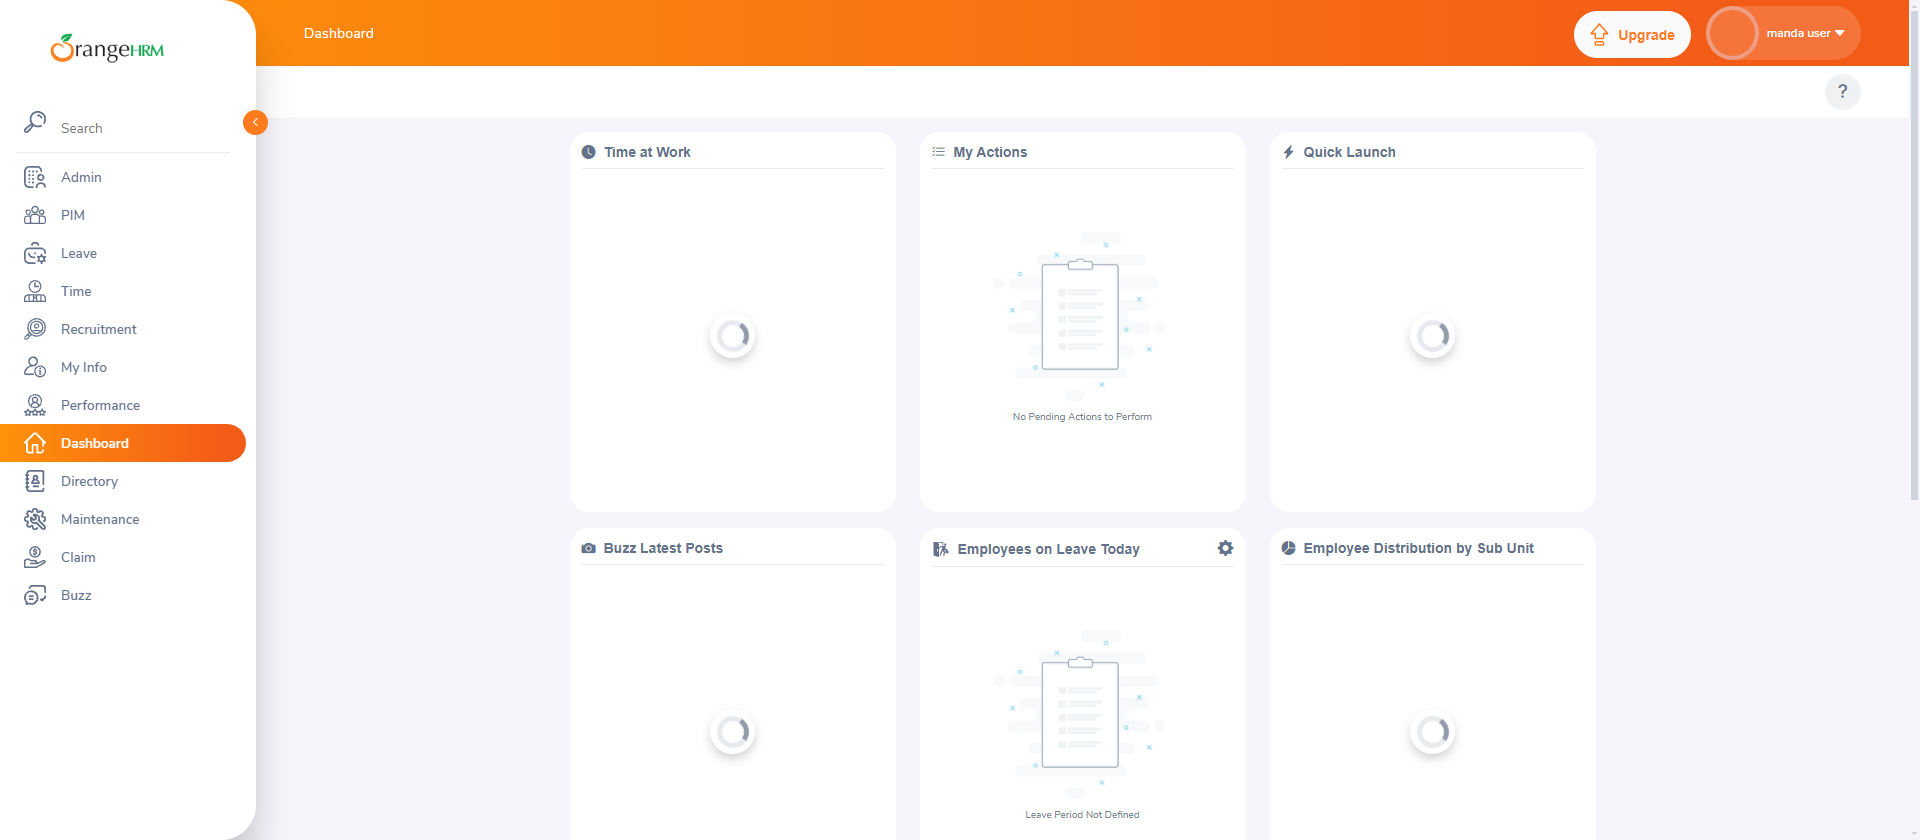 OrangeHRM
Dashboard
Upgrade
manda user
?
Search
Admin
PIM
Leave
Time
Recruitment
My Info
Performance
Dashboard
Directory
Maintenance
Claim
Buzz
Time at Work
My Actions
No Pending Actions to Perform
Quick Launch
Buzz Latest Posts
Employees on Leave Today
Leave Period Not Defined
Employee Distribution by Sub Unit